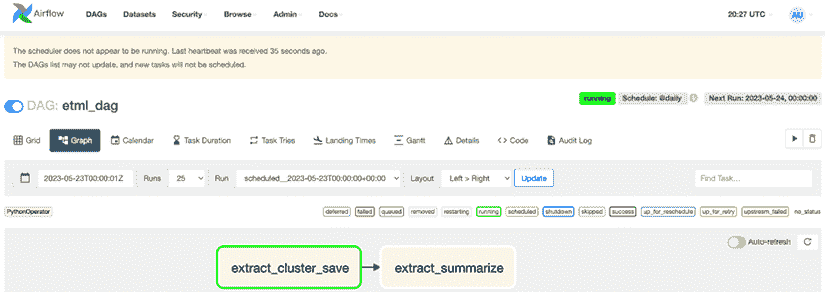 Airflow DAGs Datasets Security Browse Admin Docs 20:27 UTC AU
The scheduler does not appear to be running. Last heartbeat was received 35 seconds ago.
The DAGs list may not update, and new tasks will not be scheduled.
DAG: etml_dag running Schedule: @daily Next Run: 2023-05-24, 00:00:00
Grid Graph Calendar Task Duration Task Tries Landing Times Gantt Details <> Code Audit Log
2023-05-23T00:00:01Z Runs 25 Run scheduled__2023-05-23T00:00:00+00:00 Layout Left > Right Update Find Task...
PythonOperator deferred failed queued removed restarting running scheduled shutdown skipped success up_for_reschedule up_for_retry upstream_failed no_status
Auto-refresh
extract_cluster_save extract_summarize